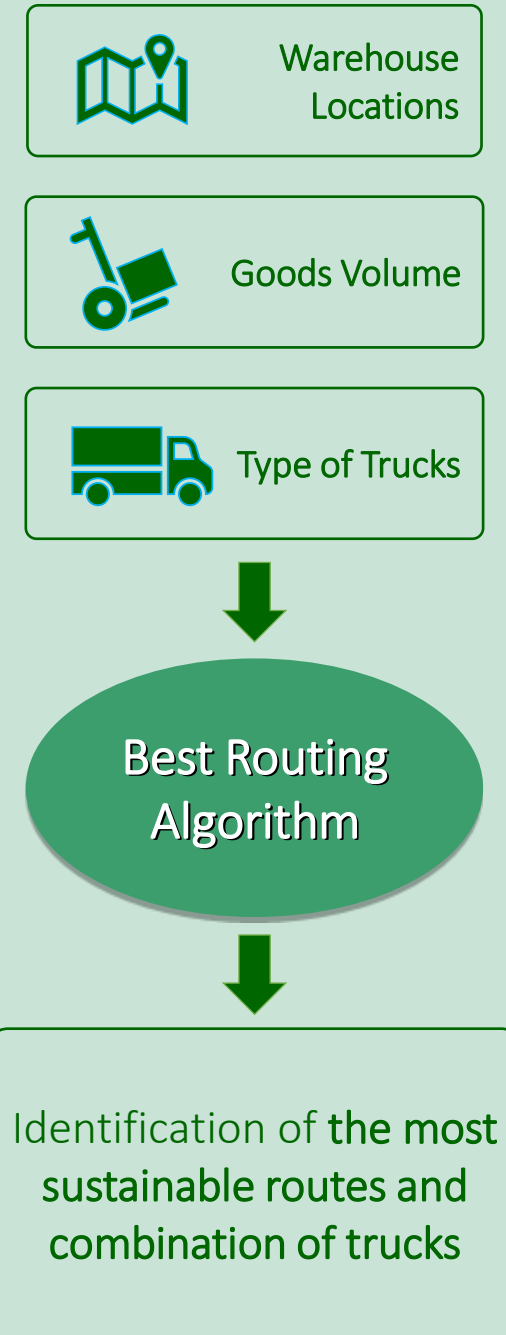 Warehouse
Locations
Goods Volume
Type of Trucks
Best Routing
Algorithm
Identification of the most
sustainable routes and
combination of trucks